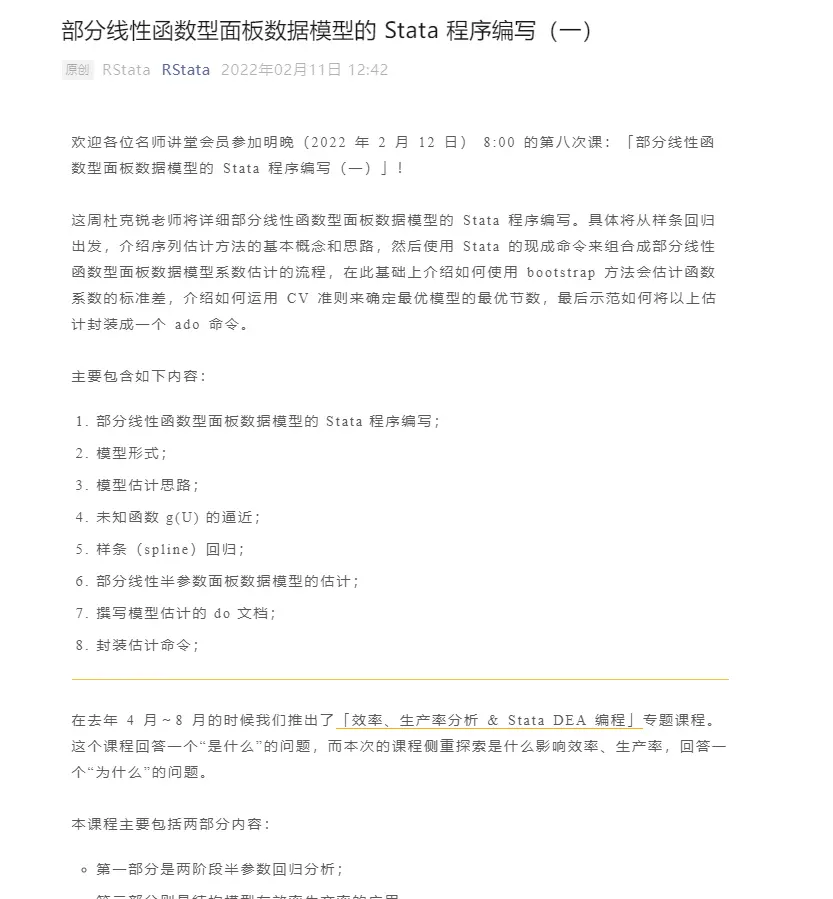 部分线性函数型面板数据模型的 Stata 程序编写（一）
原创 RStata RStata 2022年02月11日 12:42
欢迎各位名师讲堂会员参加明晚（2022 年 2 月 12 日） 8:00 的第八次课：「部分线性函
数型面板数据模型的 Stata 程序编写（一）」！
这周杜克锐老师将详细部分线性函数型面板数据模型的 Stata 程序编写。具体将从样条回归
出发，介绍序列估计方法的基本概念和思路，然后使用 Stata 的现成命令来组合成部分线性
函数型面板数据模型系数估计的流程，在此基础上介绍如何使用 bootstrap 方法会估计函数
系数的标准差，介绍如何运用 CV 准则来确定最优模型的最优节数，最后示范如何将以上估
计封装成一个 ado 命令。
主要包含如下内容：
1. 部分线性函数型面板数据模型的 Stata 程序编写；
2. 模型形式；
3. 模型估计思路；
4. 未知函数 g(U) 的逼近；
5. 样条（spline）回归；
6. 部分线性半参数面板数据模型的估计；
7. 撰写模型估计的 do 文档；
8. 封装估计命令；
在去年 4 月～8 月的时候我们推出了「效率、生产率分析 & Stata DEA 编程」专题课程。
这个课程回答一个“是什么”的问题，而本次的课程侧重探索是什么影响效率、生产率，回答一
个“为什么”的问题。
本课程主要包括两部分内容：
◦ 第一部分是两阶段半参数回归分析；